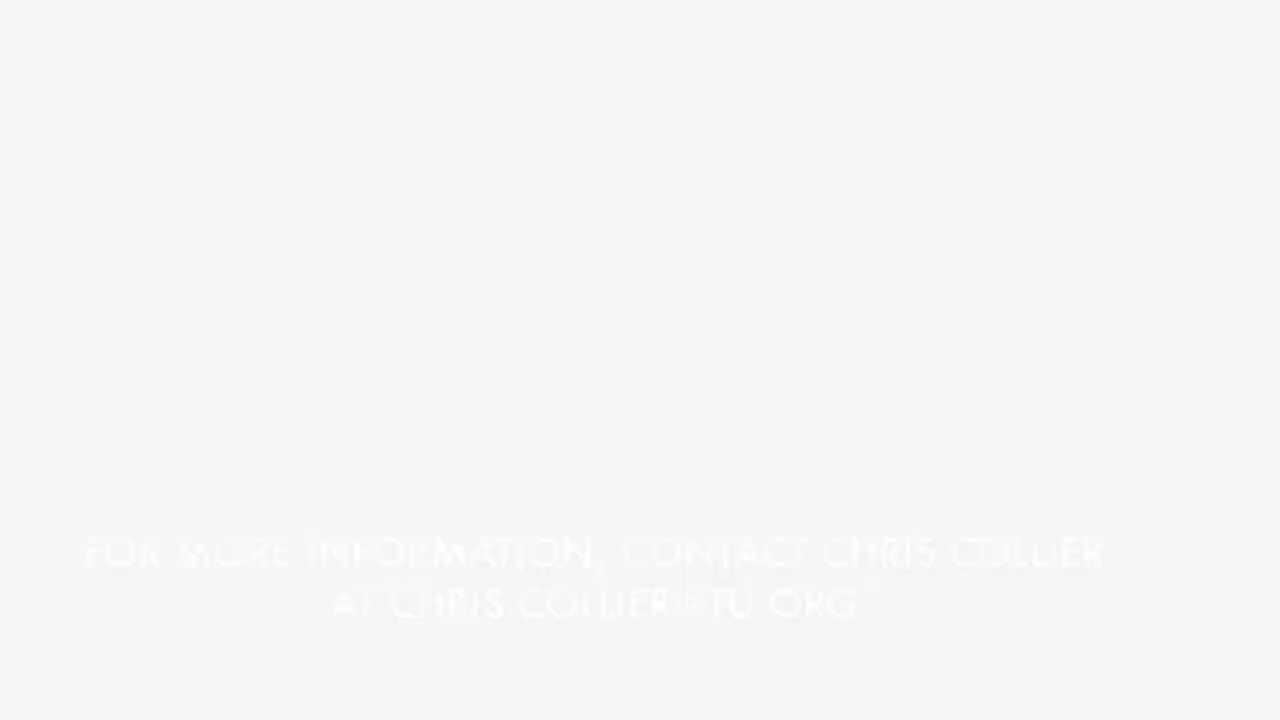 FOR MORE INFORMATION, CONTACT CHRIS COLLIER
AT CHRIS.COLLIER@TU.ORG